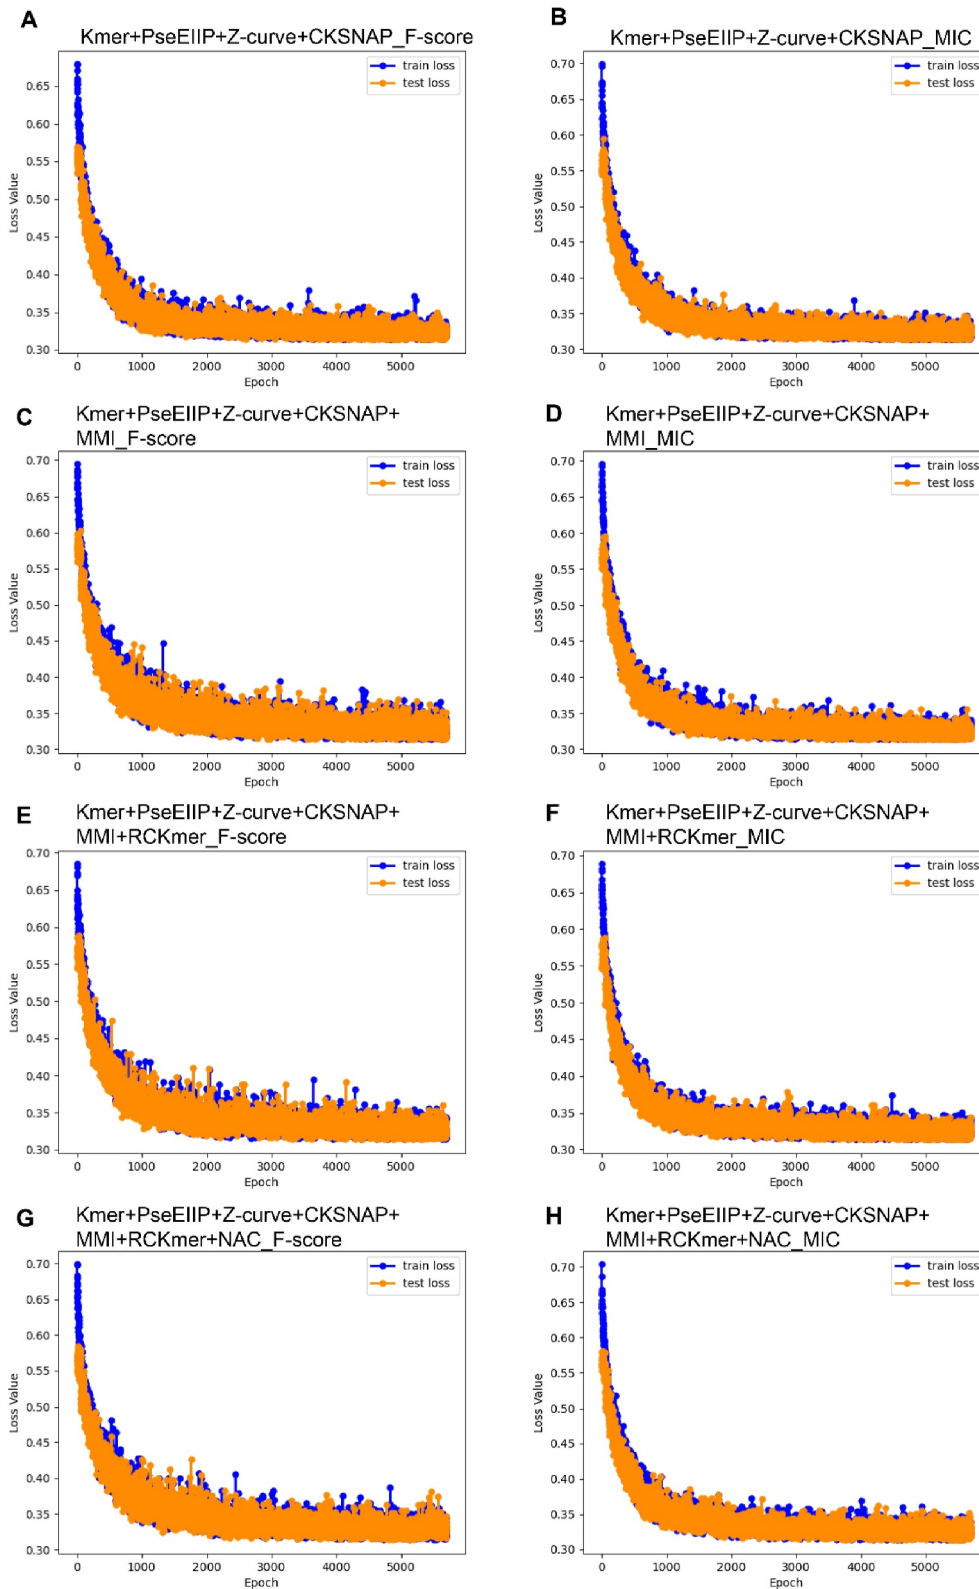 A
Kmer+PseEIIP+Z-curve+CKSNAP_F-score
train loss
test loss
0.65
0.60
0.55
0.50
0.45
0.40
0.35
0.30
Loss Value
0 1000 2000 3000 4000 5000
Epoch
B
Kmer+PseEIIP+Z-curve+CKSNAP_MIC
train loss
test loss
0.70
0.65
0.60
0.55
0.50
0.45
0.40
0.35
0.30
Loss Value
0 1000 2000 3000 4000 5000
Epoch
C
Kmer+PseEIIP+Z-curve+CKSNAP+
MMI_F-score
train loss
test loss
0.70
0.65
0.60
0.55
0.50
0.45
0.40
0.35
0.30
Loss Value
0 1000 2000 3000 4000 5000
Epoch
D
Kmer+PseEIIP+Z-curve+CKSNAP+
MMI_MIC
train loss
test loss
0.70
0.65
0.60
0.55
0.50
0.45
0.40
0.35
0.30
Loss Value
0 1000 2000 3000 4000 5000
Epoch
E
Kmer+PseEIIP+Z-curve+CKSNAP+
MMI+RCKmer_F-score
train loss
test loss
0.70
0.65
0.60
0.55
0.50
0.45
0.40
0.35
0.30
Loss Value
0 1000 2000 3000 4000 5000
Epoch
F
Kmer+PseEIIP+Z-curve+CKSNAP+
MMI+RCKmer_MIC
train loss
test loss
0.70
0.65
0.60
0.55
0.50
0.45
0.40
0.35
0.30
Loss Value
0 1000 2000 3000 4000 5000
Epoch
G
Kmer+PseEIIP+Z-curve+CKSNAP+
MMI+RCKmer+NAC_F-score
train loss
test loss
0.70
0.65
0.60
0.55
0.50
0.45
0.40
0.35
0.30
Loss Value
0 1000 2000 3000 4000 5000
Epoch
H
Kmer+PseEIIP+Z-curve+CKSNAP+
MMI+RCKmer+NAC_MIC
train loss
test loss
0.70
0.65
0.60
0.55
0.50
0.45
0.40
0.35
0.30
Loss Value
0 1000 2000 3000 4000 5000
Epoch